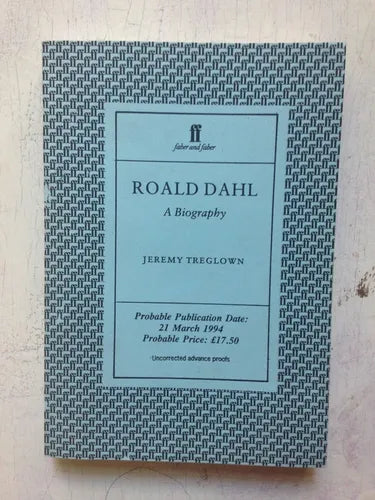 ff
faber and faber
ROALD DAHL
A Biography
JEREMY TREGLOWN
Probable Publication Date:
21 March 1994
Probable Price: £17.50
Uncorrected advance proofs